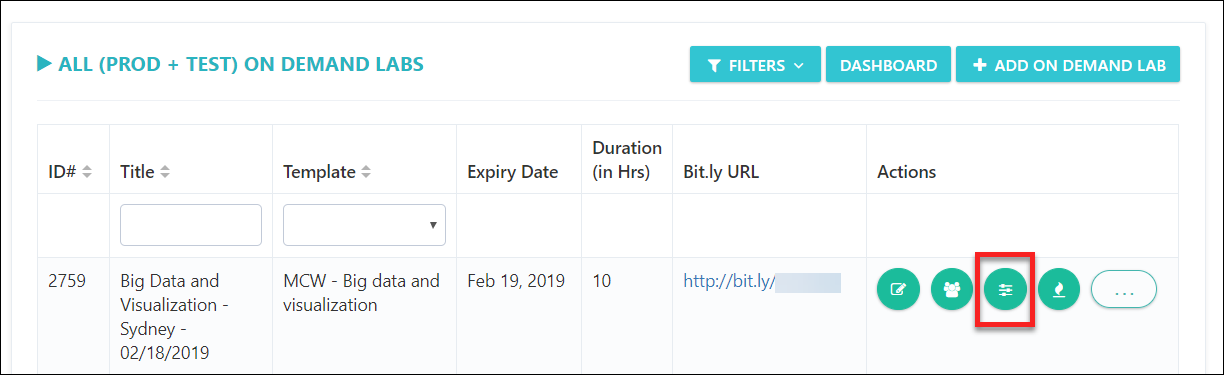 ALL (PROD + TEST) ON DEMAND LABS
FILTERS
DASHBOARD
ADD ON DEMAND LAB
ID#
Title
Template
Expiry Date
Duration
(in Hrs)
Bit.ly URL
Actions
2759
Big Data and
Visualization -
Sydney -
02/18/2019
MCW - Big data and
visualization
Feb 19, 2019
10
http://bit.ly/
...